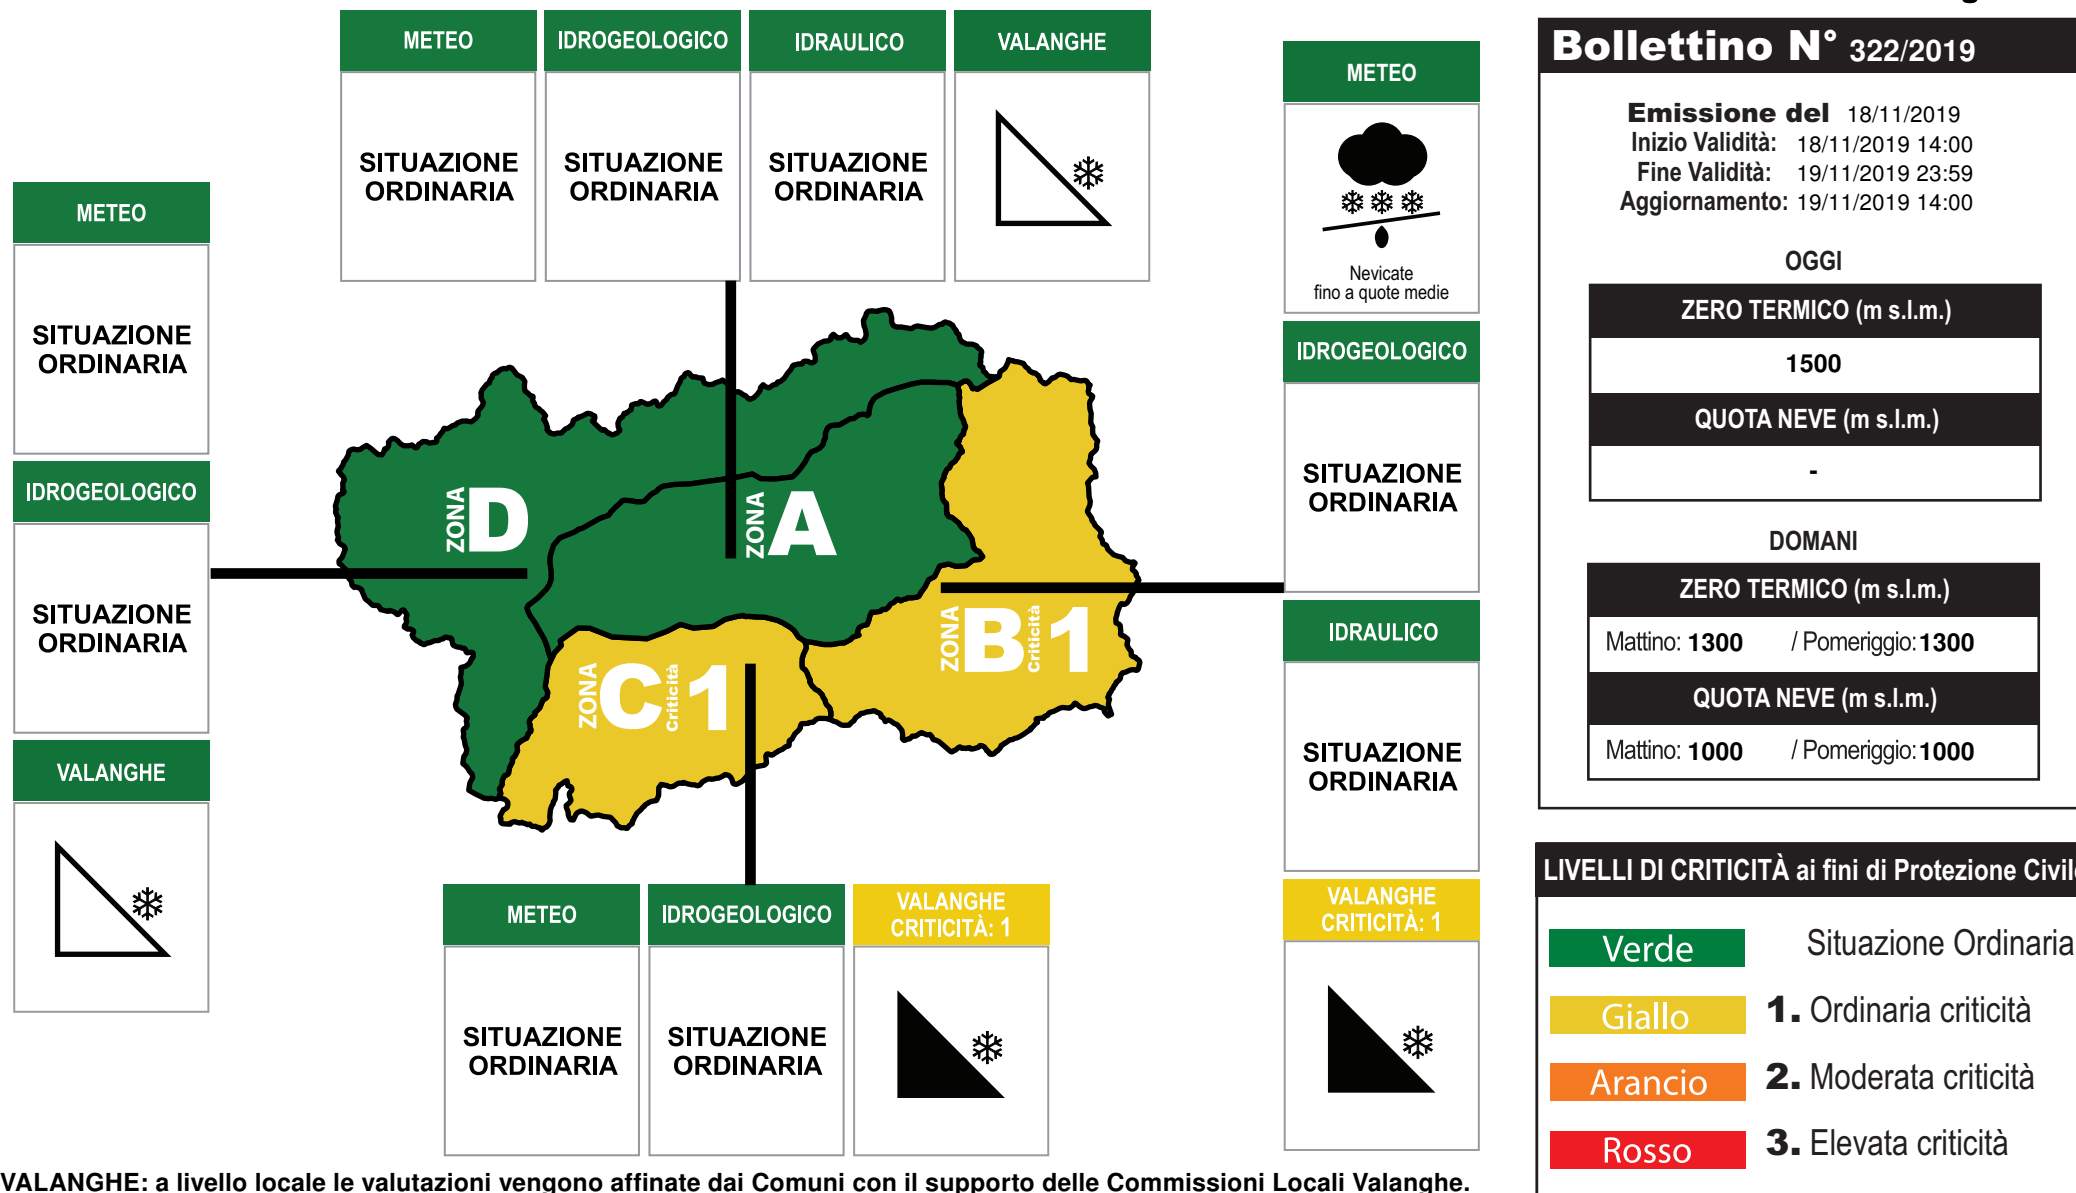 METEO
IDROGEOLOGICO
IDRAULICO
VALANGHE
SITUAZIONE
ORDINARIA
SITUAZIONE
ORDINARIA
SITUAZIONE
ORDINARIA
METEO
SITUAZIONE
ORDINARIA
IDROGEOLOGICO
SITUAZIONE
ORDINARIA
VALANGHE
ZONA D
ZONA A
ZONA B Criticità 1
ZONA C Criticità 1
METEO
IDROGEOLOGICO
VALANGHE
CRITICITÀ: 1
SITUAZIONE
ORDINARIA
SITUAZIONE
ORDINARIA
METEO
Nevicate
fino a quote medie
IDROGEOLOGICO
SITUAZIONE
ORDINARIA
IDRAULICO
SITUAZIONE
ORDINARIA
VALANGHE
CRITICITÀ: 1
Bollettino N° 322/2019
Emissione del 18/11/2019
Inizio Validità: 18/11/2019 14:00
Fine Validità: 19/11/2019 23:59
Aggiornamento: 19/11/2019 14:00
OGGI
ZERO TERMICO (m s.l.m.)
1500
QUOTA NEVE (m s.l.m.)
-
DOMANI
ZERO TERMICO (m s.l.m.)
Mattino: 1300 / Pomeriggio: 1300
QUOTA NEVE (m s.l.m.)
Mattino: 1000 / Pomeriggio: 1000
LIVELLI DI CRITICITÀ ai fini di Protezione Civil
Verde Situazione Ordinaria
Giallo 1. Ordinaria criticità
Arancio 2. Moderata criticità
Rosso 3. Elevata criticità
VALANGHE: a livello locale le valutazioni vengono affinate dai Comuni con il supporto delle Commissioni Locali Valanghe.